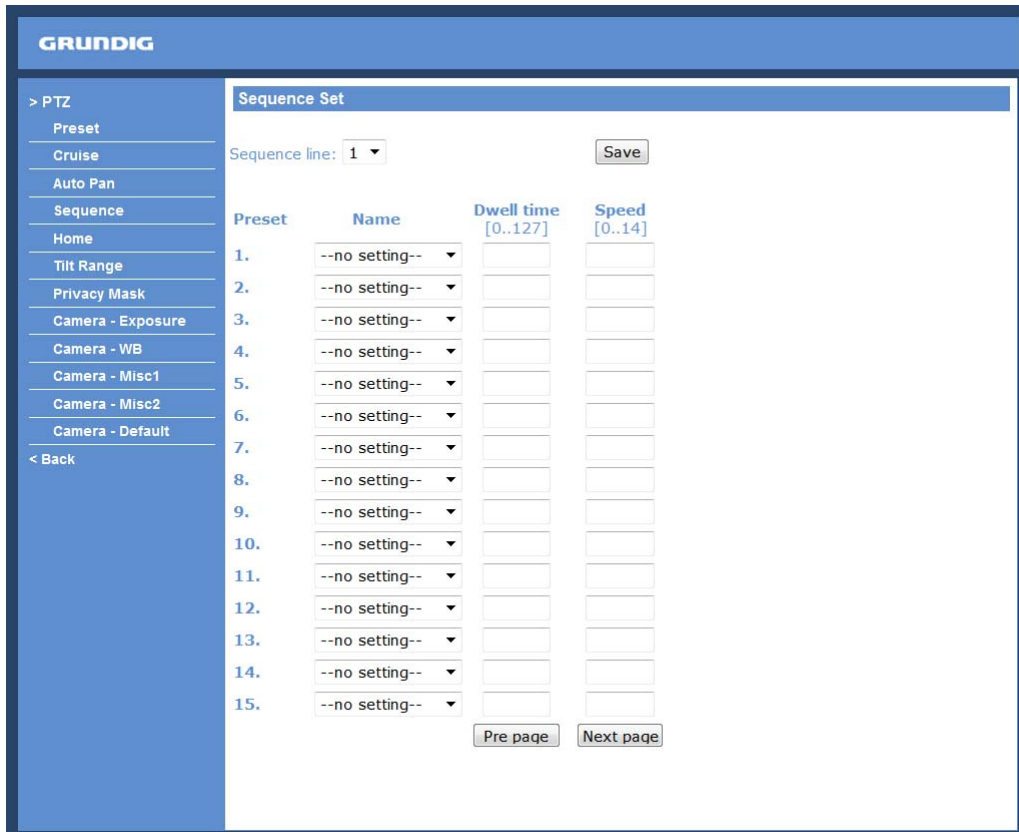 GRUNDIG
> PTZ
Preset
Cruise
Auto Pan
Sequence
Home
Tilt Range
Privacy Mask
Camera - Exposure
Camera - WB
Camera - Misc1
Camera - Misc2
Camera - Default
< Back
Sequence Set
Sequence line: 1 Save
Preset Name Dwell time [0..127] Speed [0..14]
1. --no setting--
2. --no setting--
3. --no setting--
4. --no setting--
5. --no setting--
6. --no setting--
7. --no setting--
8. --no setting--
9. --no setting--
10. --no setting--
11. --no setting--
12. --no setting--
13. --no setting--
14. --no setting--
15. --no setting--
Pre page Next page